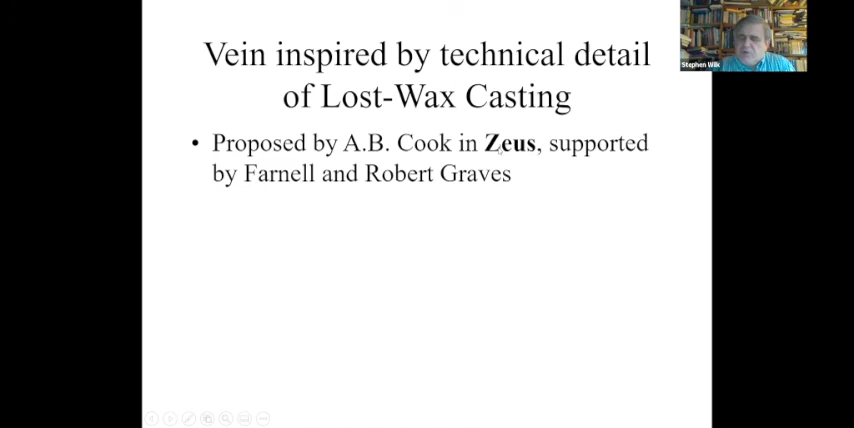 Vein inspired by technical detail
of Lost-Wax Casting
• Proposed by A.B. Cook in Zeus, supported
by Farnell and Robert Graves
Stephen Wilk